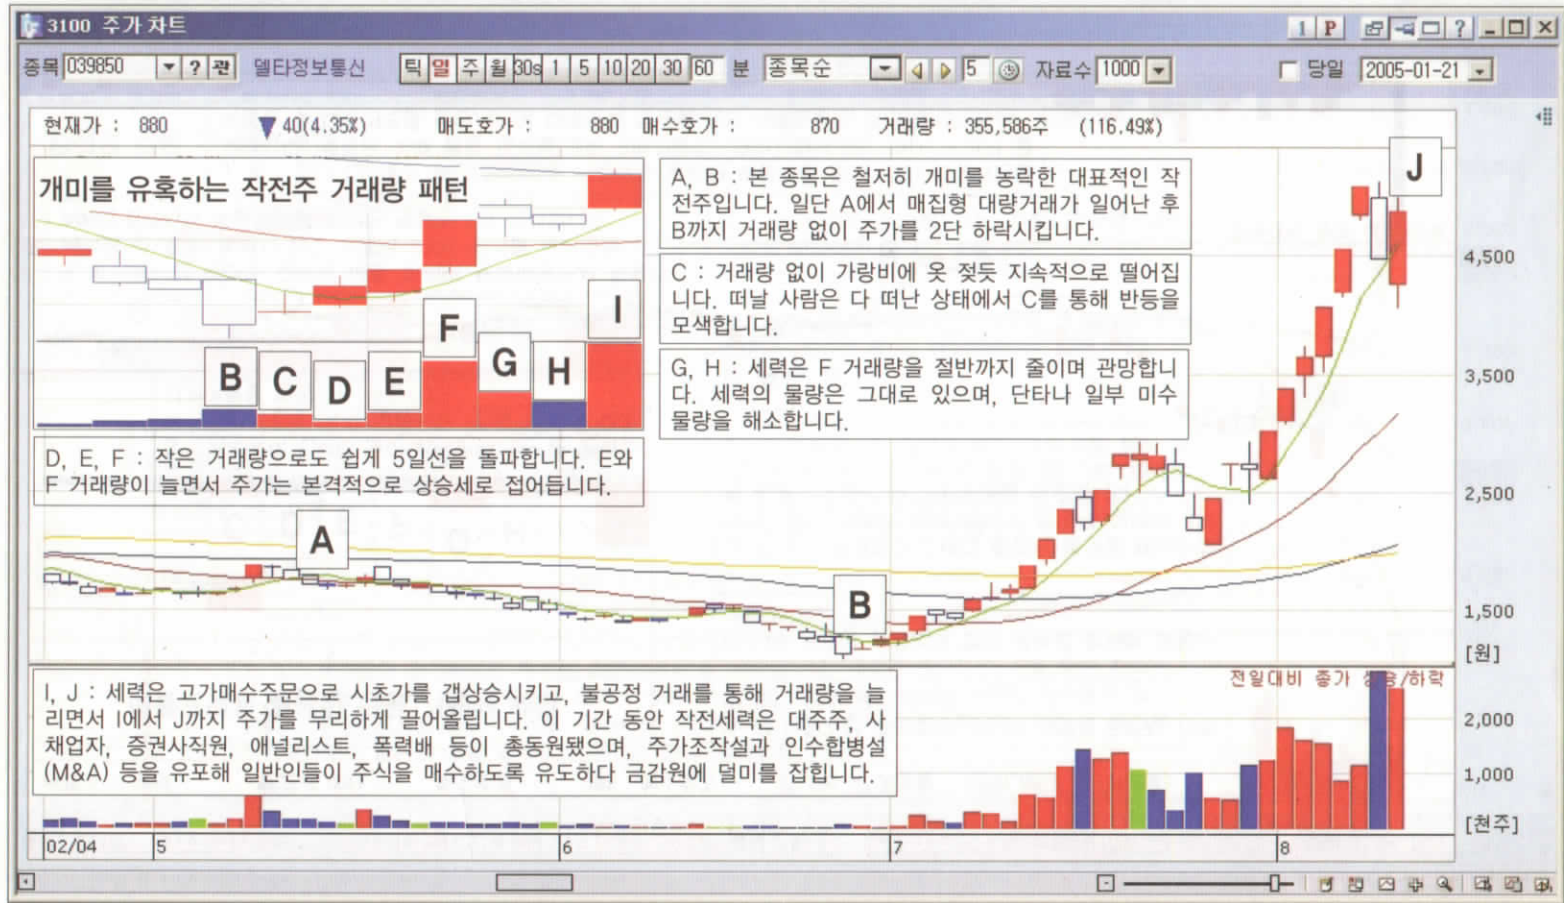 3100 주가차트
1 P ?
종목 039850 ? 관 델타정보통신 틱 일 주 월 30s 1 5 10 20 30 60 분 종목순 5 자료수 1000 당일 2005-01-21
현재가 : 880 ▼ 40(4.35%) 매도호가 : 880 매수호가 : 870 거래량 : 355,586주 (116.49%)
개미를 유혹하는 작전주 거래량 패턴
B
C
D
E
F
G
H
I
A, B : 본 종목은 철저히 개미를 농락한 대표적인 작
전주입니다. 일단 A에서 매집형 대량거래가 일어난 후
B까지 거래량 없이 주가를 2단 하락시킵니다.
C : 거래량 없이 가랑비에 옷 젖듯 지속적으로 떨어집
니다. 떠날 사람은 다 떠난 상태에서 C를 통해 반등을
모색합니다.
G, H : 세력은 F 거래량을 절반까지 줄이며 관망합니
다. 세력의 물량은 그대로 있으며, 단타나 일부 미수
물량을 해소합니다.
D, E, F : 작은 거래량으로도 쉽게 5일선을 돌파합니다. E와
F 거래량이 늘면서 주가는 본격적으로 상승세로 접어듭니다.
A
B
J
4,500
3,500
2,500
1,500
[원]
I, J : 세력은 고가매수주문으로 시초가를 갭상승시키고, 불공정 거래를 통해 거래량을 늘
리면서 I에서 J까지 주가를 무리하게 끌어올립니다. 이 기간 동안 작전세력은 대주주, 사
채업자, 증권사직원, 애널리스트, 폭력배 등이 총동원됐으며, 주가조작설과 인수합병설
(M&A) 등을 유포해 일반인들이 주식을 매수하도록 유도하다 금감원에 덜미를 잡힙니다.
전일대비 종가 /하락
2,000
1,000
[천주]
02/04 5 6 7 8